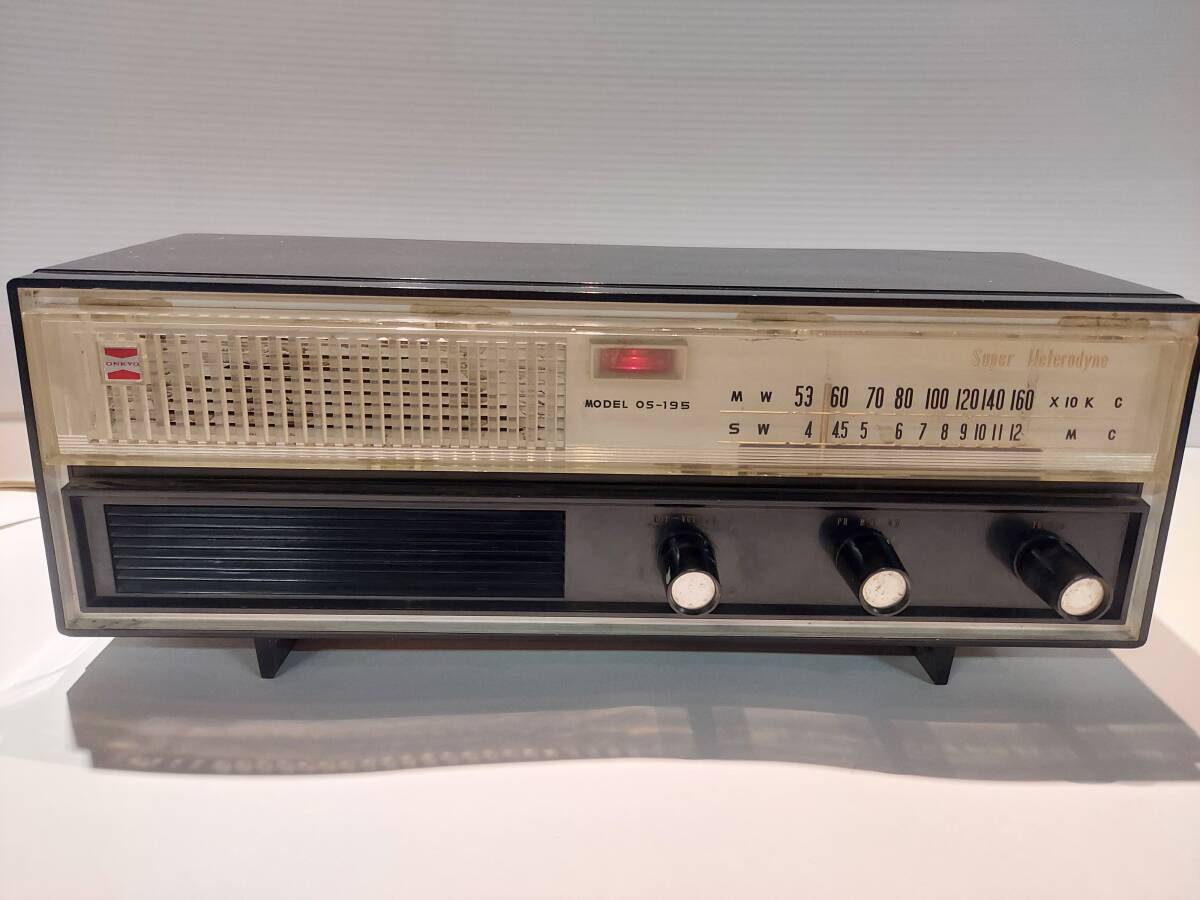 ONKYO
MODEL OS-195
Super Heterodyne
M W 53 60 70 80 100 120 140 160 X 10 K C
S W 4 4.5 5 6 7 8 9 10 11 12 M C